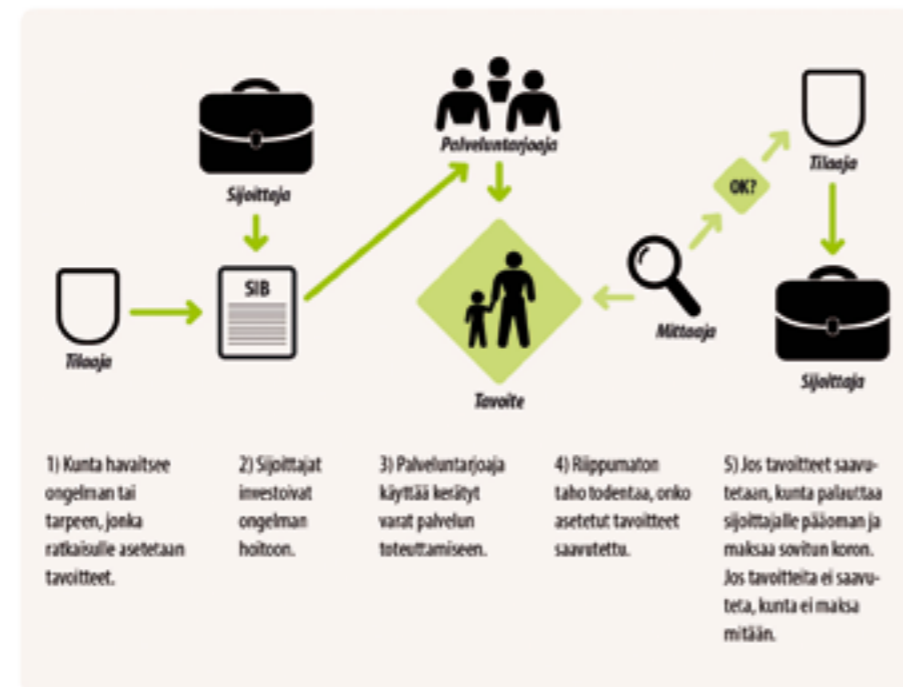 Sijoittaja
Palveluntarjoaja
Tilaaja
OK?
SIB
Tilaaja
Mittaaja
Sijoittaja
Tavoite
1) Kunta havaitsee
ongelman tai
tarpeen, jonka
ratkaisulle asetetaan
tavoitteet.
2) Sijoittajat
investoivat
ongelman
hoitoon.
3) Palveluntarjoaja
käyttää kerätyt
varat palvelun
toteuttamiseen.
4) Riippumaton
taho todentaa, onko
asetetut tavoitteet
saavutettu.
5) Jos tavoitteet saavu-
tetaan, kunta palauttaa
sijoittajalle pääoman ja
maksaa sovitun koron.
Jos tavoitteita ei saavu-
teta, kunta ei maksa
mitään.